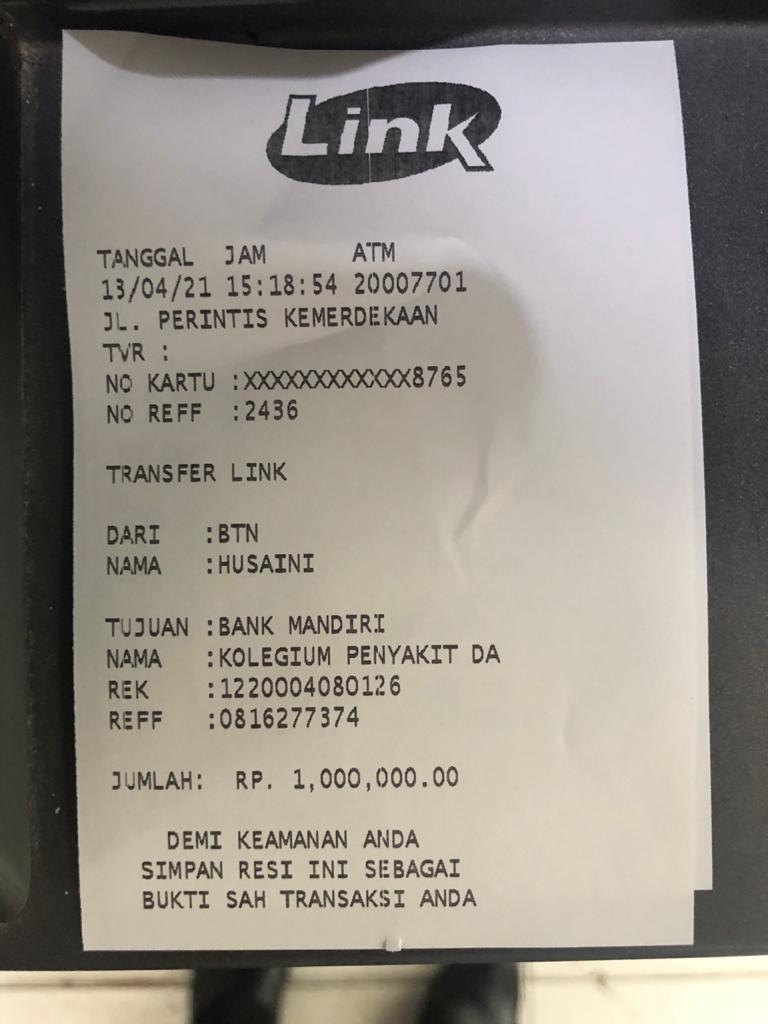 Link
TANGGAL JAM ATM
13/04/21 15:18:54 20007701
JL. PERINTIS KEMERDEKAAN
TVR :
NO KARTU :XXXXXXXXXXXX8765
NO REFF :2436
TRANSFER LINK
DARI :BTN
NAMA :HUSAINI
TUJUAN :BANK MANDIRI
NAMA :KOLEGIUM PENYAKIT DA
REK :1220004080126
REFF :0816277374
JUMLAH: RP. 1,000,000.00
DEMI KEAMANAN ANDA
SIMPAN RESI INI SEBAGAI
BUKTI SAH TRANSAKSI ANDA